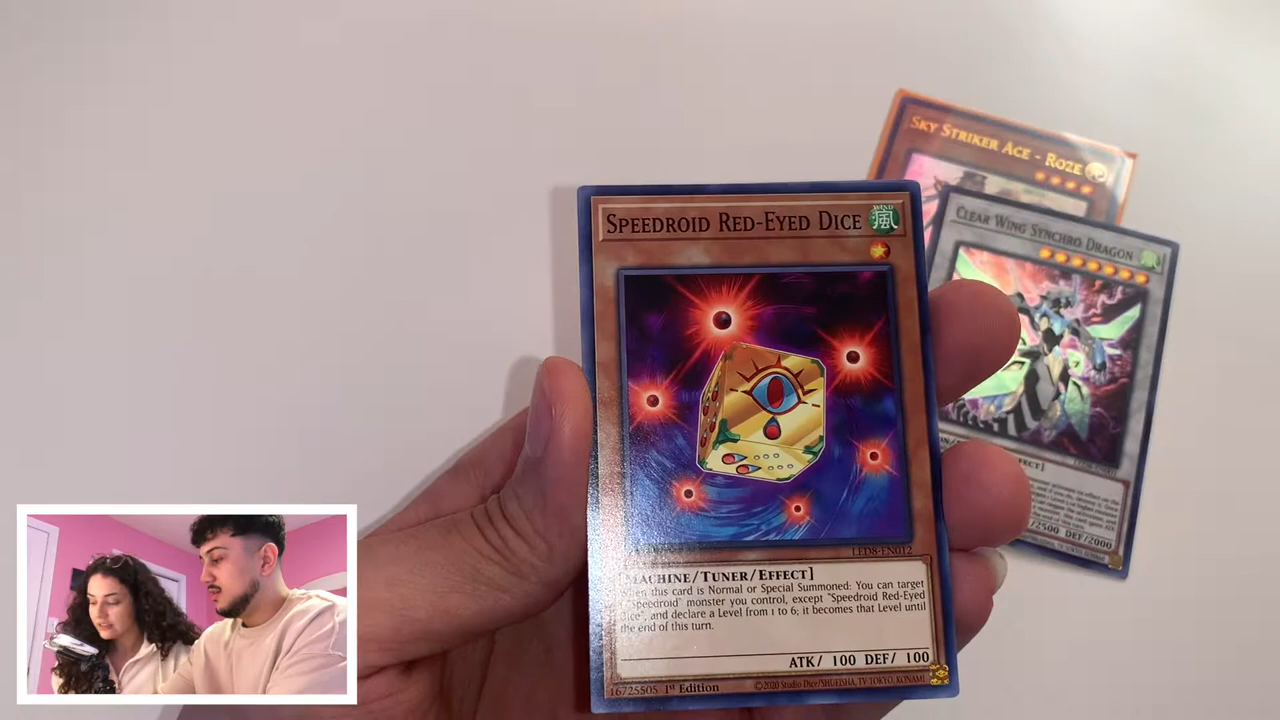 SPEEDROID RED-EYED DICE
WIND
風
LED8-EN012
[MACHINE/TUNER/EFFECT]
When this card is Normal or Special Summoned: You can target
"Speedroid" monster you control, except "Speedroid Red-Eyed
Dice", and declare a Level from 1 to 6; it becomes that Level until
the end of this turn.
ATK/ 100 DEF/ 100
16725505 1st Edition
©2020 Studio Dice/SHUEISHA, TV TOKYO, KONAMI
SKY STRIKER ACE - ROZE
CLEAR WING SYNCHRO DRAGON
/2500 DEF/2000